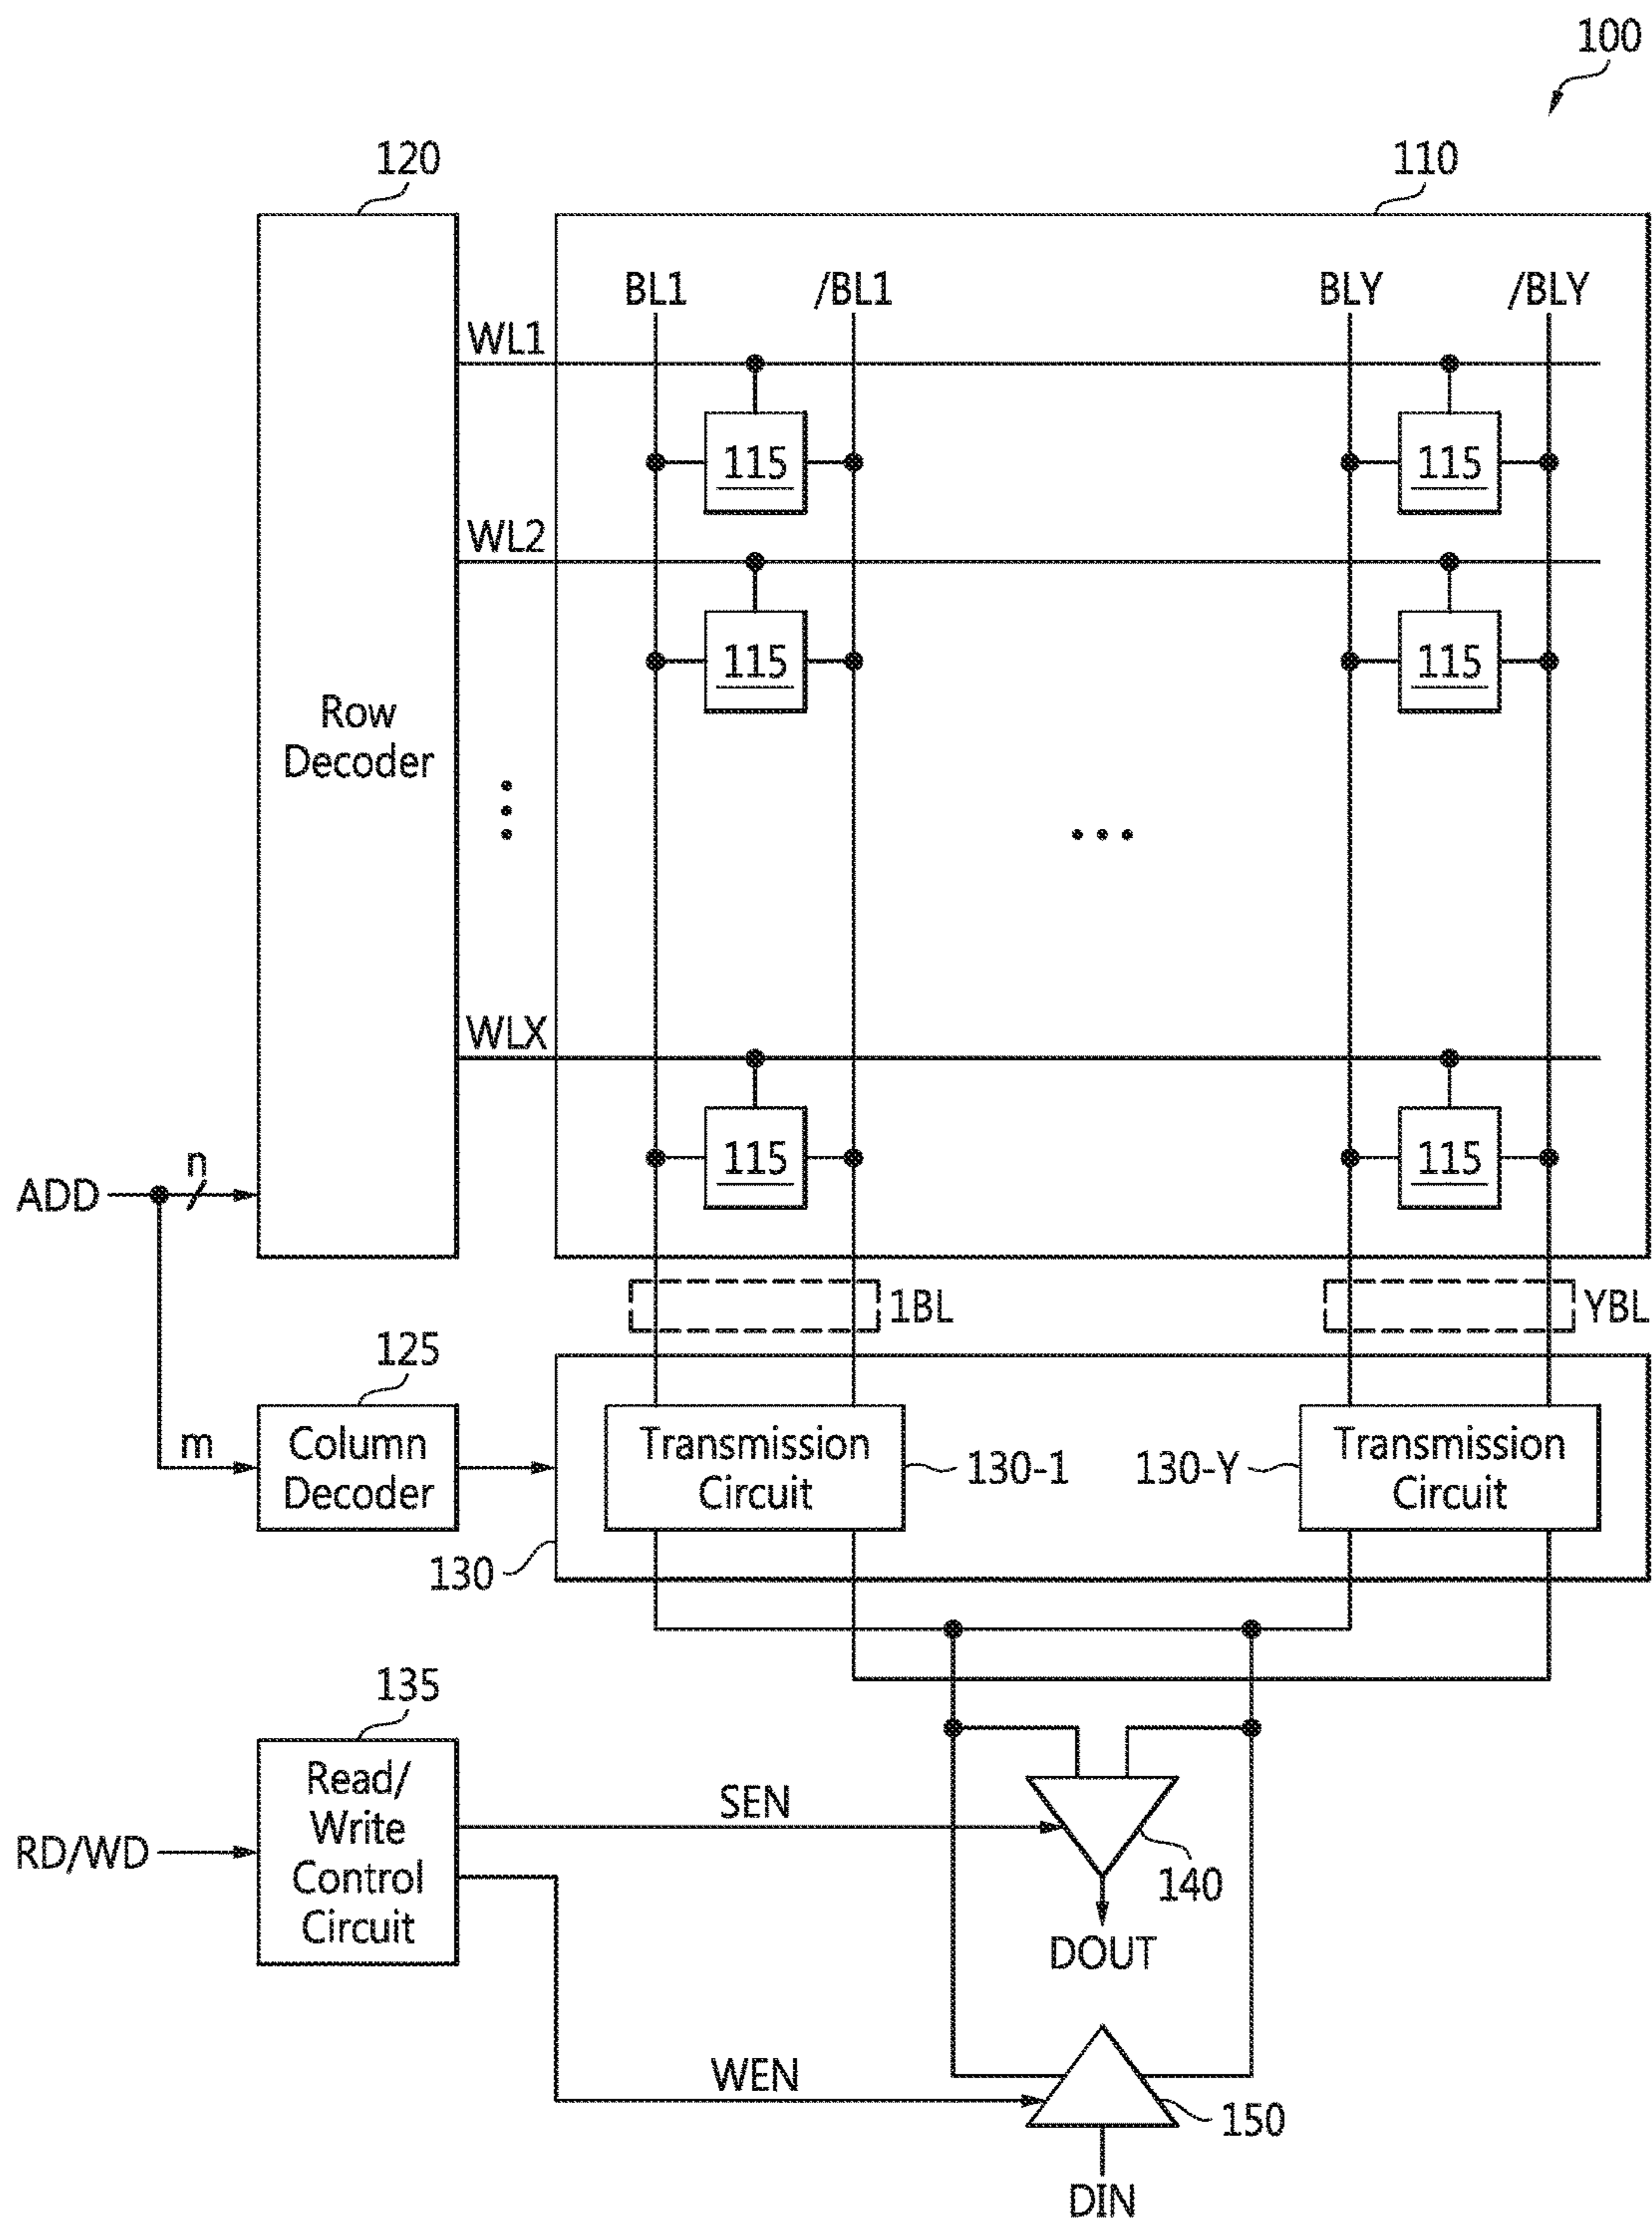 100
120
110
BL1
/BL1
BLY
/BLY
WL1
115
115
WL2
115
115
Row
Decoder
WLX
115
115
ADD
n
1BL
YBL
125
m
Column
Decoder
Transmission
Circuit
130-1
130-Y
Transmission
Circuit
130
135
Read/
Write
Control
Circuit
RD/WD
SEN
140
DOUT
WEN
150
DIN